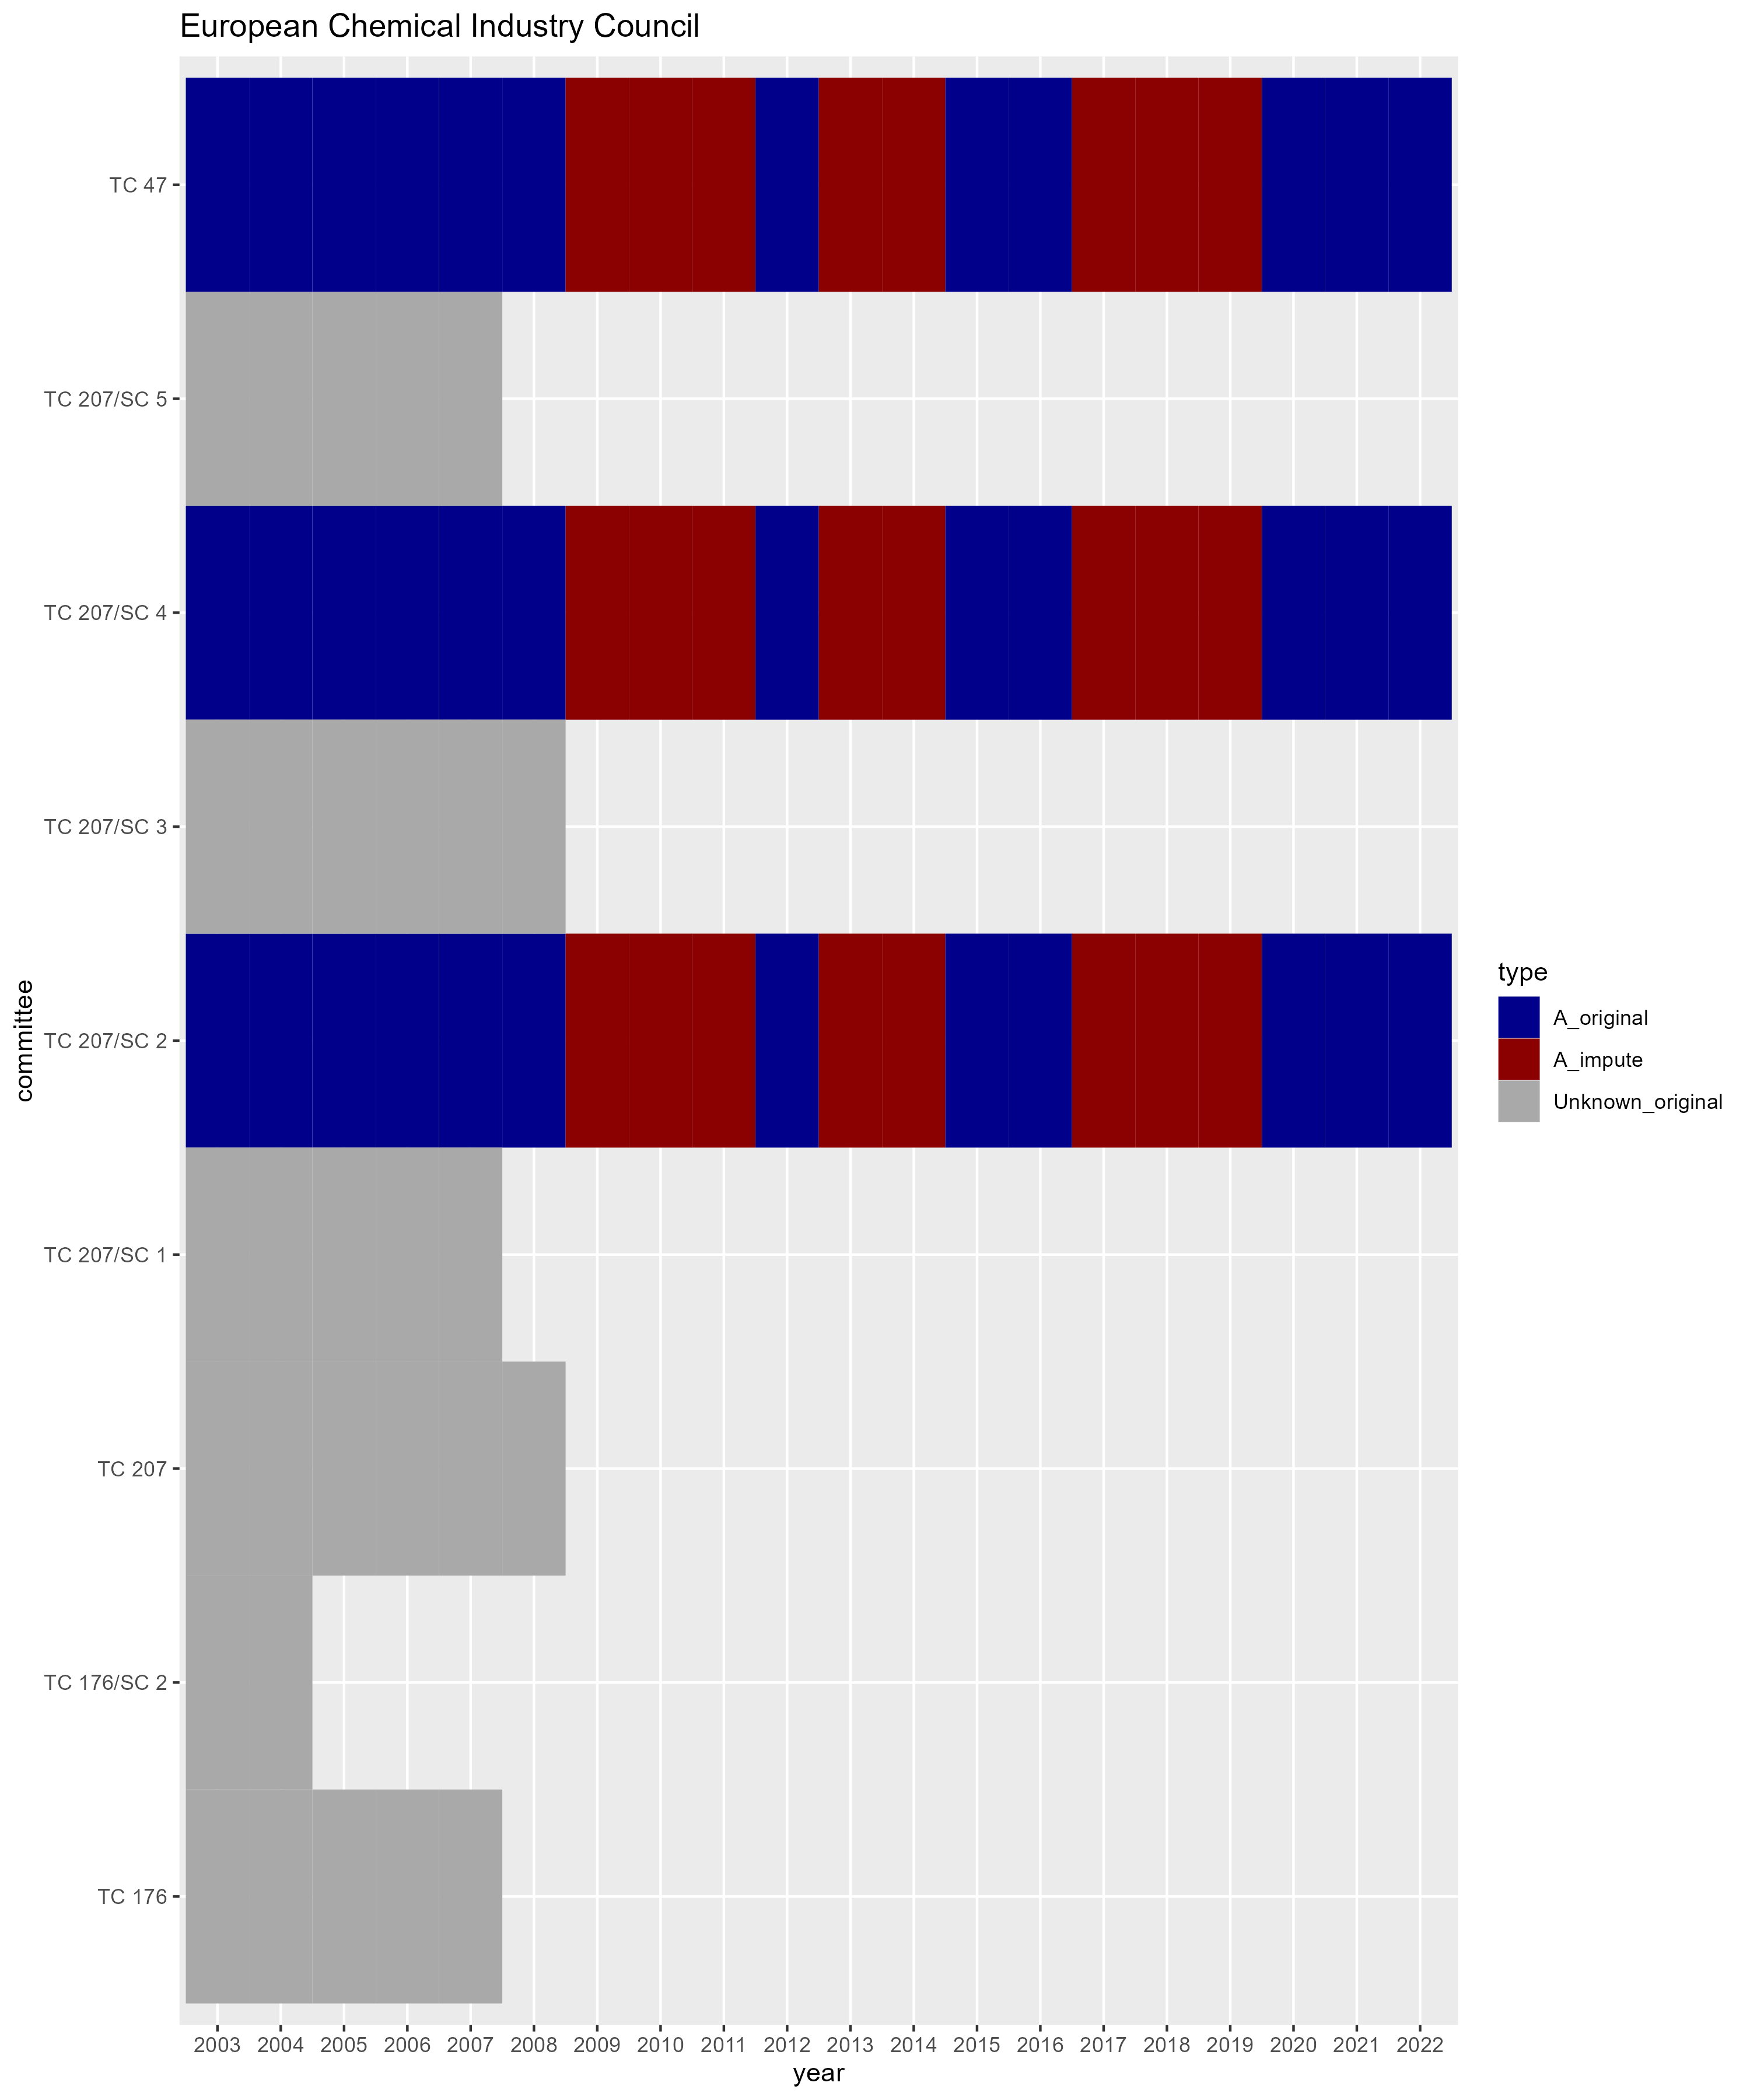 European Chemical Industry Council
TC 47
TC 207/SC 5
TC 207/SC 4
TC 207/SC 3
TC 207/SC 2
TC 207/SC 1
TC 207
TC 176/SC 2
TC 176
committee
2003 2004 2005 2006 2007 2008 2009 2010 2011 2012 2013 2014 2015 2016 2017 2018 2019 2020 2021 2022
year
type
A_original
A_impute
Unknown_original